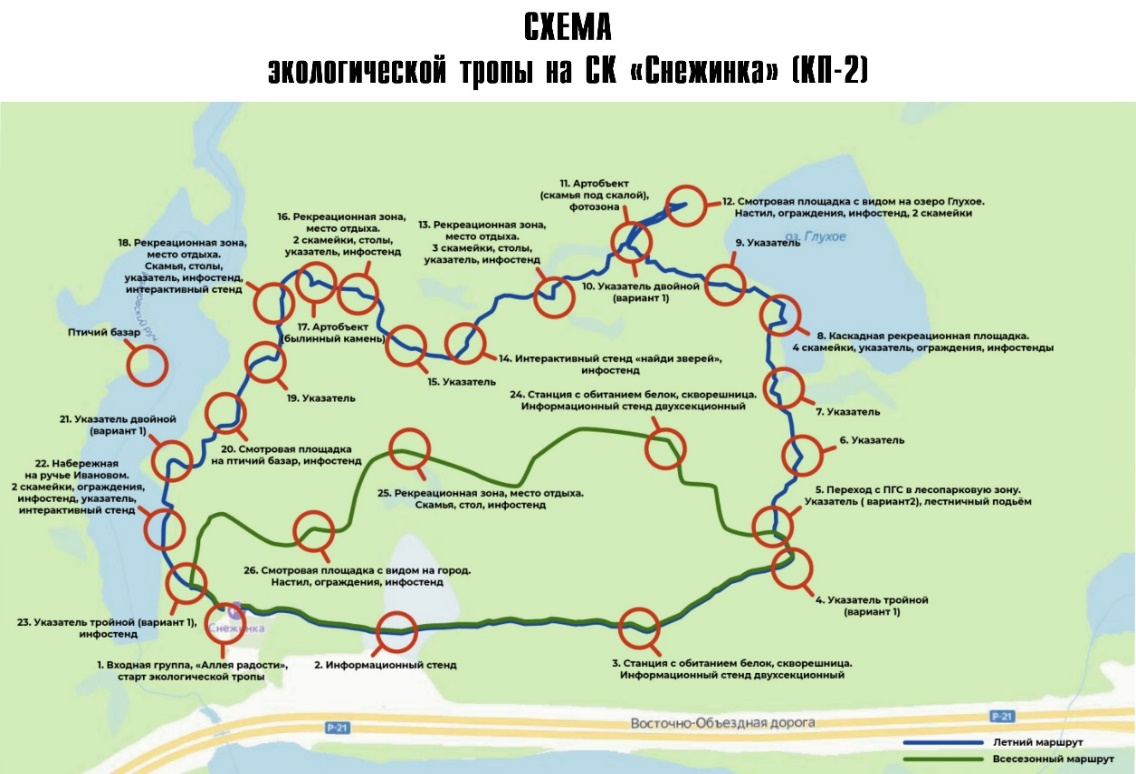 СХЕМА
экологической тропы на СК «Снежинка» (КП-2)
11. Артобъект
(скамья под скалой),
фотозона
12. Смотровая площадка с видом на озеро Глухое.
Настил, ограждения, инфостенд, 2 скамейки
16. Рекреационная зона,
место отдыха.
2 скамейки, столы,
указатель, инфостенд
13. Рекреационная зона,
место отдыха.
3 скамейки, столы,
указатель, инфостенд
оз. Глухое
9. Указатель
18. Рекреационная зона,
место отдыха.
Скамья, столы,
указатель, инфостенд,
интерактивный стенд
10. Указатель двойной
(вариант 1)
17. Артобъект
(былинный камень)
Птичий базар
8. Каскадная рекреационная площадка.
4 скамейки, указатель, ограждения, инфостенды
14. Интерактивный стенд «найди зверей»,
инфостенд
15. Указатель
19. Указатель
24. Станция с обитанием белок, скворешница.
Информационный стенд двухсекционный
7. Указатель
21. Указатель двойной
(вариант 1)
6. Указатель
20. Смотровая площадка
на птичий базар, инфостенд
22. Набережная
на ручье Ивановом.
2 скамейки, ограждения,
инфостенд, указатель,
интерактивный стенд
25. Рекреационная зона, место отдыха.
Скамья, стол, инфостенд
5. Переход с ПГС в лесопарковую зону.
Указатель ( вариант2), лестничный подъём
26. Смотровая площадка с видом на город.
Настил, ограждения, инфостенд
4. Указатель тройной
(вариант 1)
23. Указатель тройной (вариант 1),
инфостенд
Снежинка
1. Входная группа, «Аллея радости»,
старт экологической тропы
2. Информационный стенд
3. Станция с обитанием белок, скворешница.
Информационный стенд двухсекционный
Р-21
Восточно-Объездная дорога
Р-21
Летний маршрут
Всесезонный маршрут